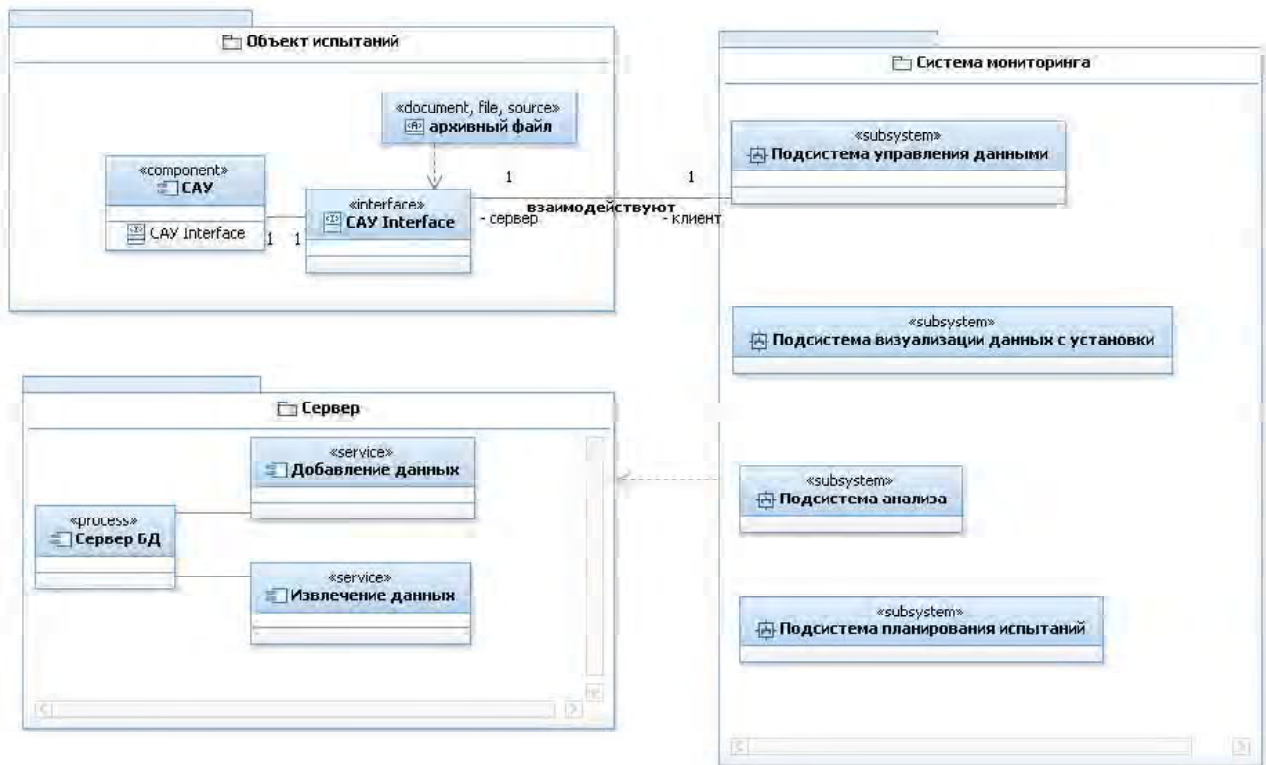 Объект испытаний
«document, file, source»
архивный файл
«component»
САУ
САУ Interface
1
1
«interface»
САУ Interface
1
1
взаимодействуют
- сервер
- клиент
Система мониторинга
«subsystem»
Подсистема управления данными
«subsystem»
Подсистема визуализации данных с установки
«subsystem»
Подсистема анализа
«subsystem»
Подсистема планирования испытаний
Сервер
«service»
Добавление данных
«process»
Сервер БД
«service»
Извлечение данных